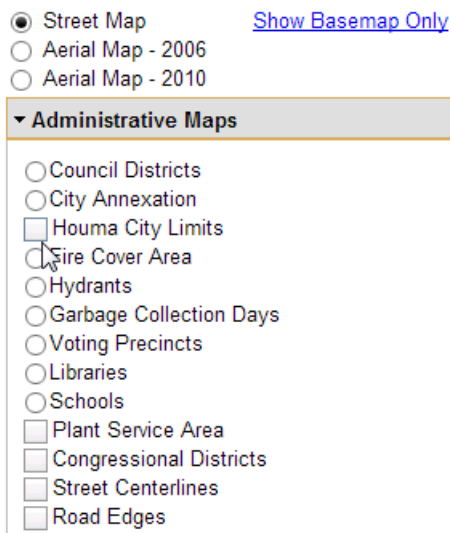 Street Map Show Basemap Only
Aerial Map - 2006
Aerial Map - 2010
Administrative Maps
Council Districts
City Annexation
Houma City Limits
Fire Cover Area
Hydrants
Garbage Collection Days
Voting Precincts
Libraries
Schools
Plant Service Area
Congressional Districts
Street Centerlines
Road Edges